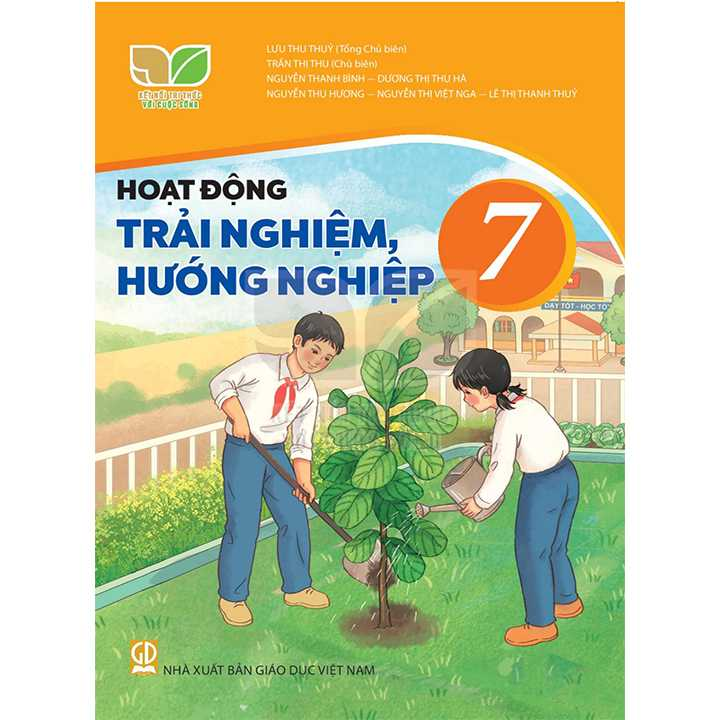 LƯU THU THUỶ (Tổng Chủ biên)
TRẦN THỊ THU (Chủ biên)
NGUYỄN THANH BÌNH – DƯƠNG THỊ THU HÀ
NGUYỄN THU HƯƠNG – NGUYỄN THỊ VIỆT NGA – LÊ THỊ THANH THUỶ
KẾT NỐI TRI THỨC
VỚI CUỘC SỐNG
HOẠT ĐỘNG
TRẢI NGHIỆM,
HƯỚNG NGHIỆP
7
DẠY TỐT - HỌC TỐ
GD
NHÀ XUẤT BẢN GIÁO DỤC VIỆT NAM